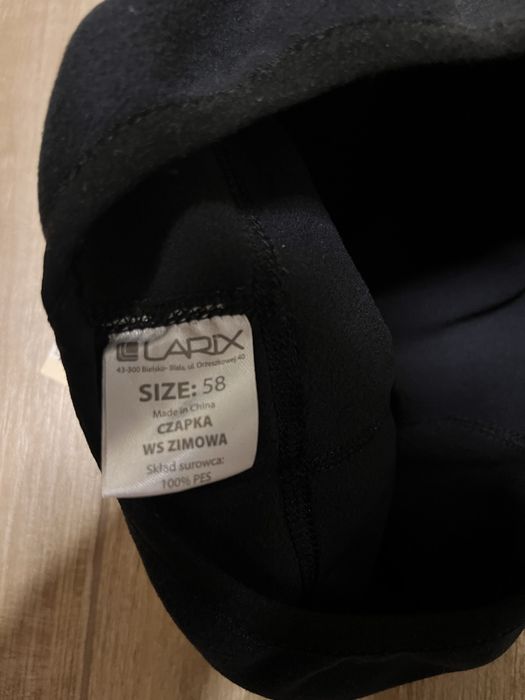 LARIX
43-300 Bielsko- Biała, ul. Orzeszkowej 40
SIZE: 58
Made in China
CZAPKA
WS ZIMOWA
Skład surowca:
100% PES